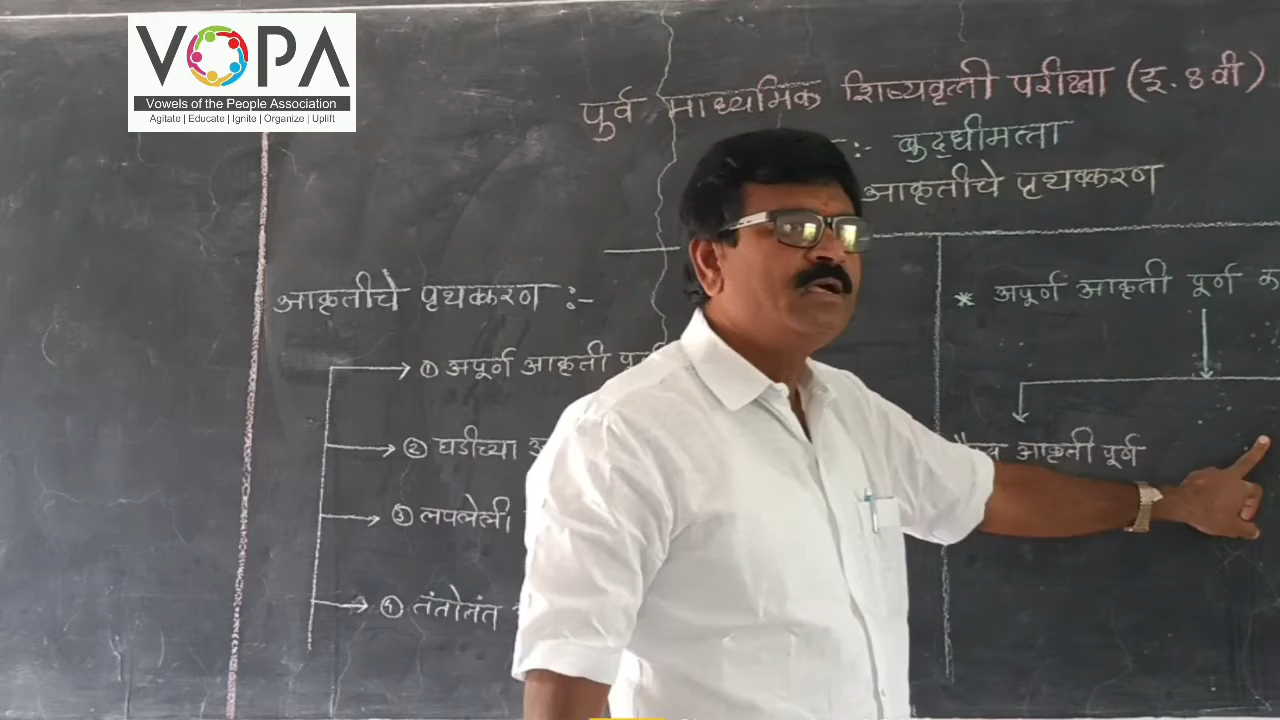 VOPA
Vowels of the People Association
Agitate | Educate | Ignite | Organize | Uplift
पुर्व माध्यमिक शिष्यवृत्ती परीक्षा (इ. 8 वी)
:- बुद्धीमत्ता
आकृतीचे पृथक्करण
आकृतीचे पृथक्करण :-
① अपूर्ण आकृती
② घडीच्या
③ लपलेली
④ तंतोतंत
* अपूर्ण आकृती पूर्ण
आकृती पूर्ण